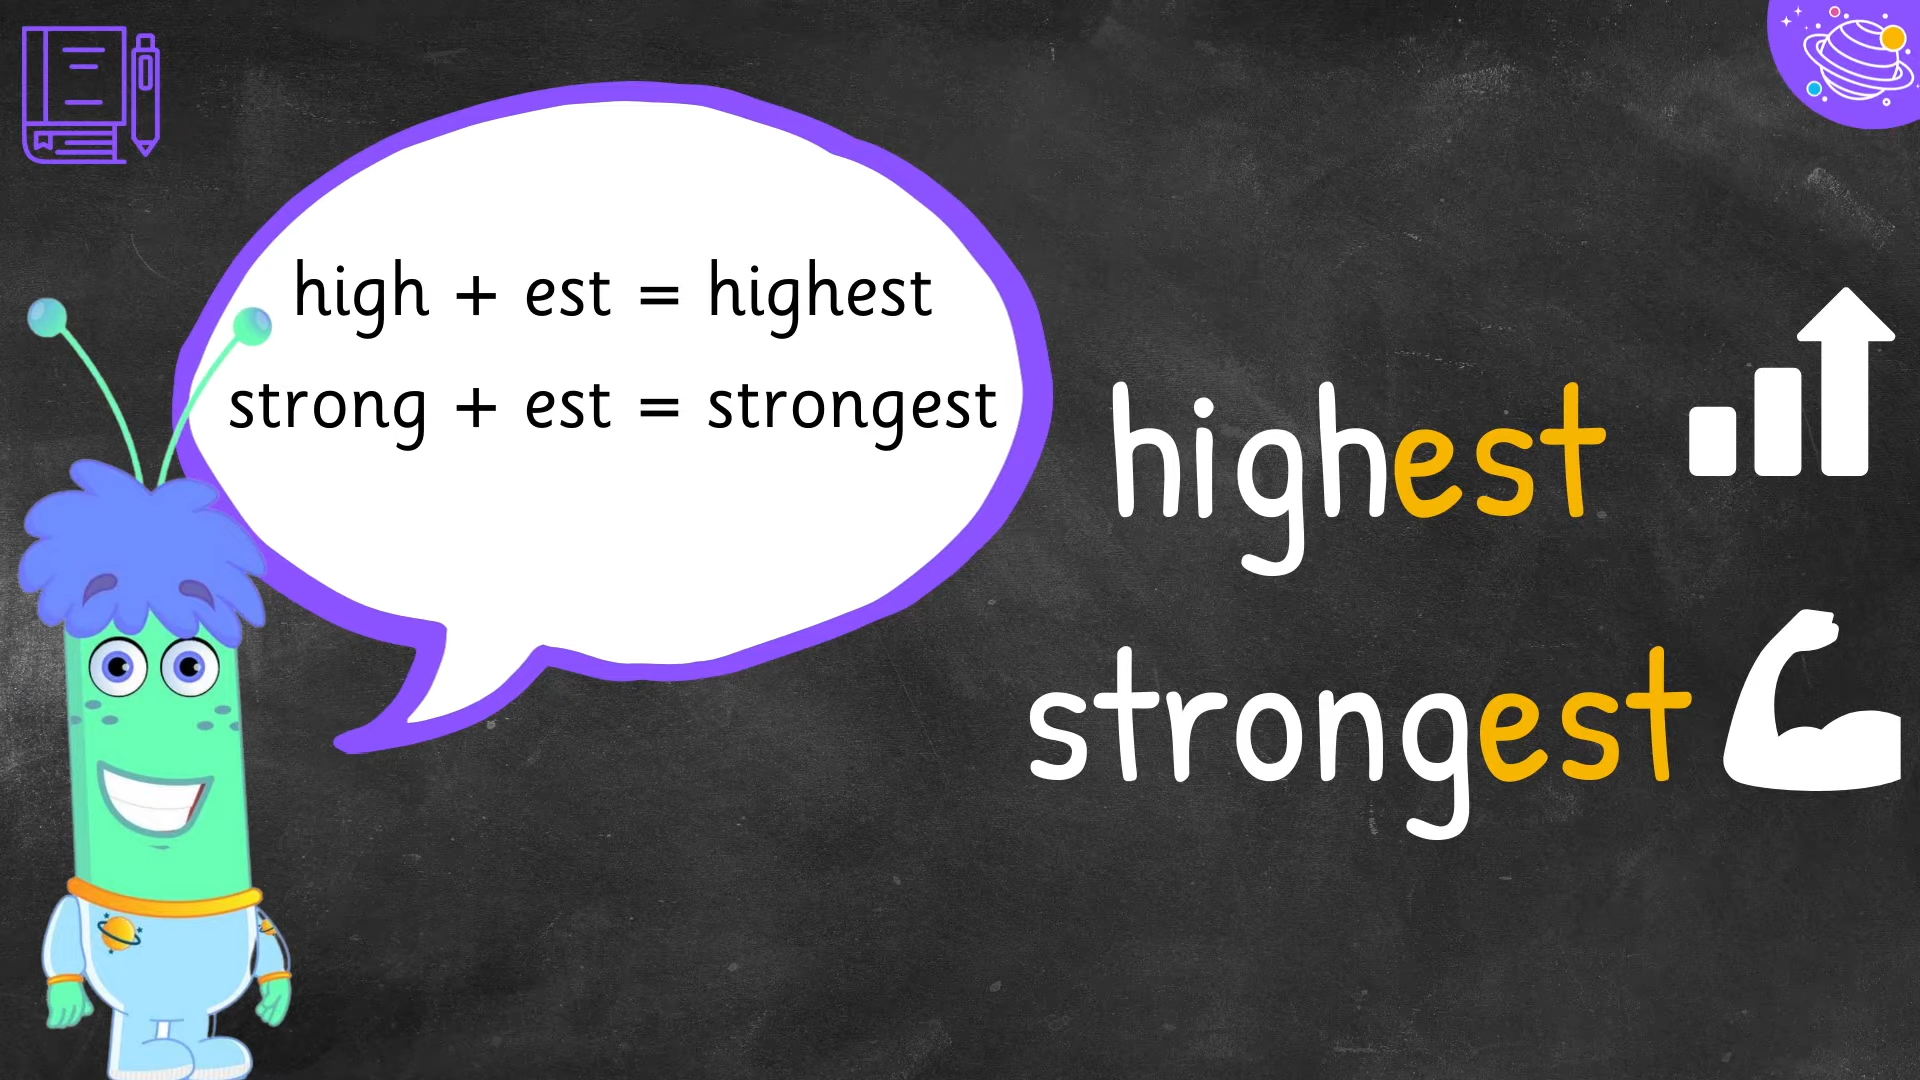 high + est = highest
strong + est = strongest
highest
strongest